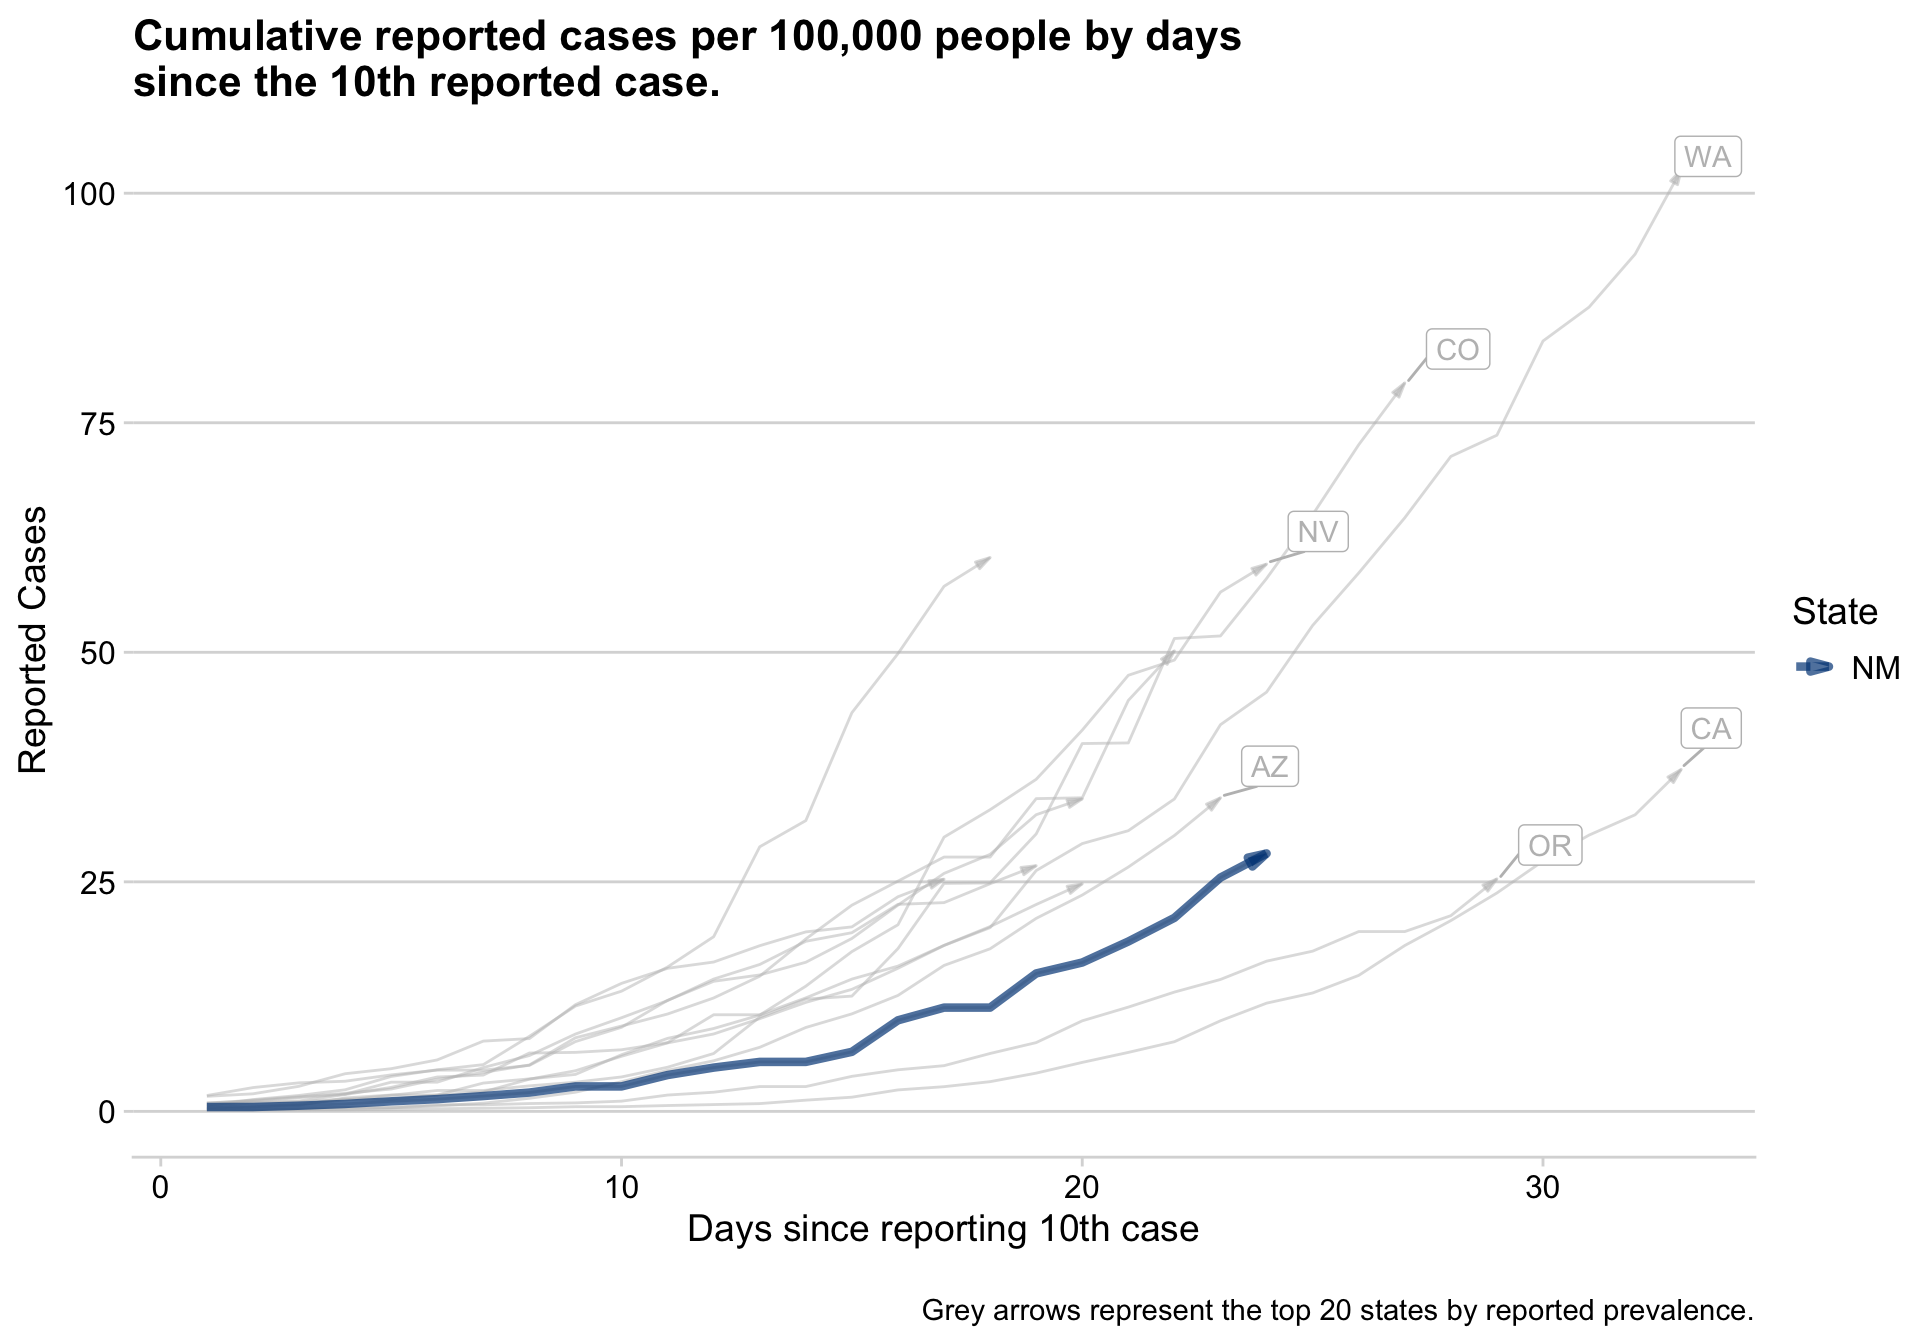 Cumulative reported cases per 100,000 people by days
since the 10th reported case.
WA
100
CO
75
NV
Reported Cases
State
50
NM
CA
AZ
OR
25
0
0 10 20 30
Days since reporting 10th case
Grey arrows represent the top 20 states by reported prevalence.